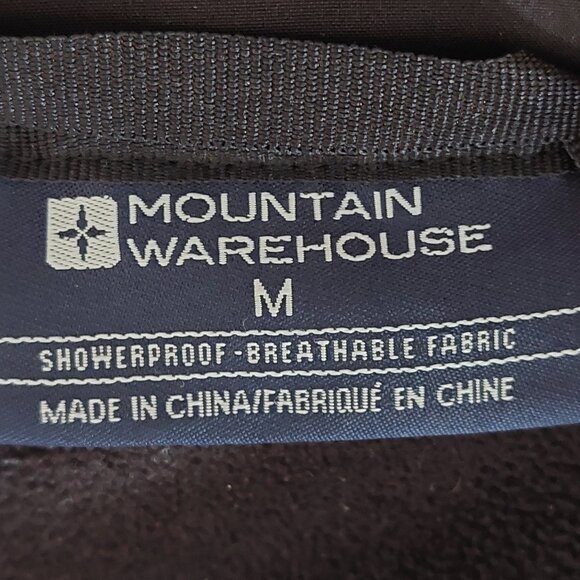 MOUNTAIN
WAREHOUSE
M
SHOWERPROOF-BREATHABLE FABRIC
MADE IN CHINA/FABRIQUÉ EN CHINE